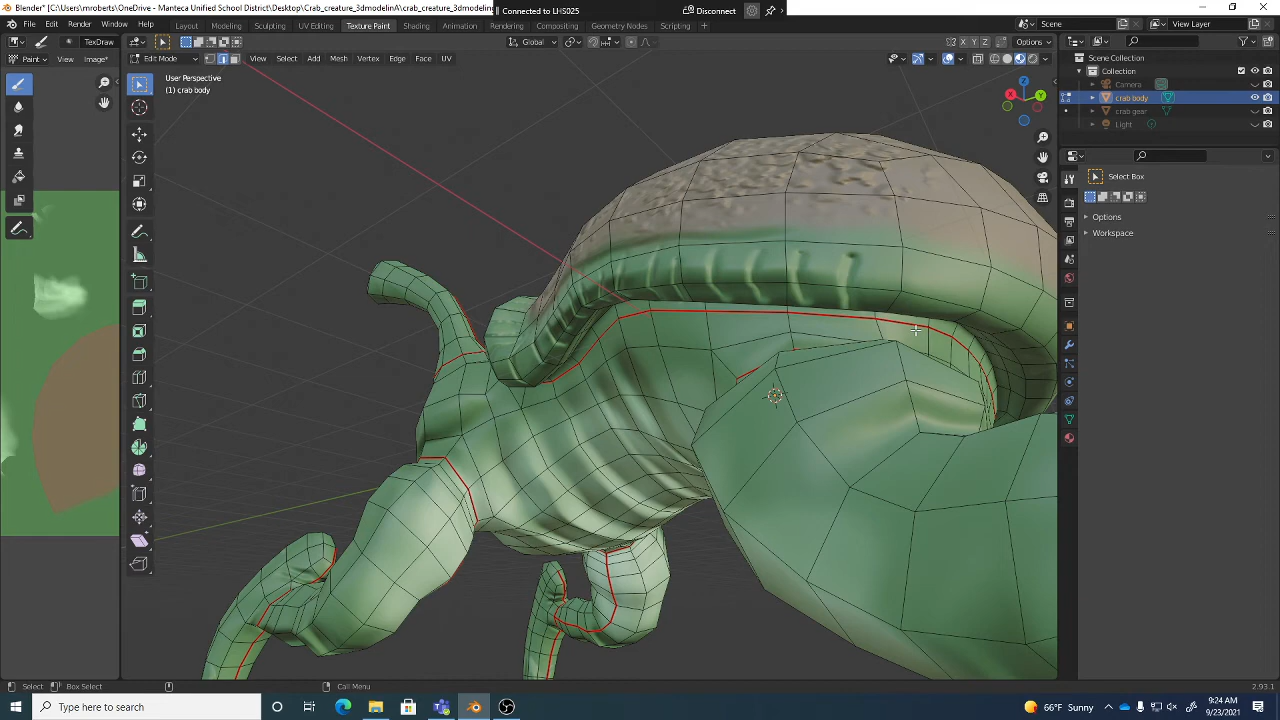 Blender* [C:\Users\nroberts\OneDrive - Manteca Unified School District\Desktop\Crab_creature_3dmodelinA\crab_creature_3dmodelin
Connected to LHS025
Disconnect
File Edit Render Window Help
Layout Modeling Sculpting UV Editing Texture Paint Shading Animation Rendering Compositing Geometry Nodes Scripting +
Scene
View Layer
TexDraw
Global
X Y Z
Options
Paint View Image*
Edit Mode View Select Add Mesh Vertex Edge Face UV
User Perspective
(1) crab body
Z
X
Y
Scene Collection
Collection
Camera
crab body
crab gear
Light
Select Box
Options
Workspace
Select Box Select Call Menu 2.93.1
Type here to search
66°F Sunny
9:24 AM
9/23/2021